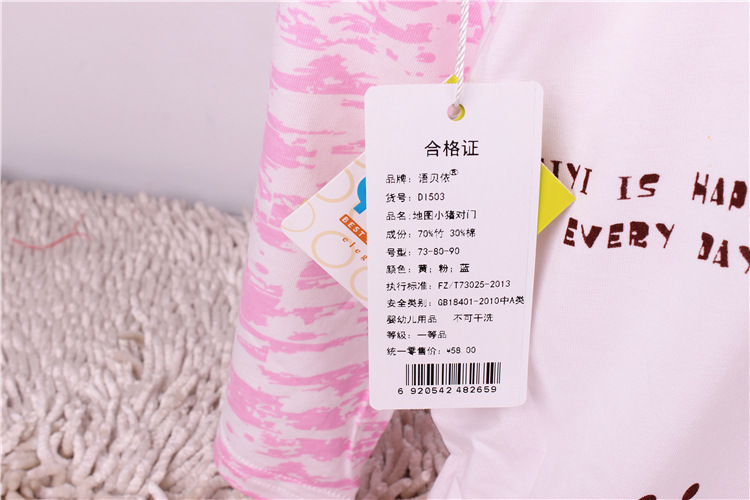 合格证
品牌：语贝依®
货号：D1503
品名：地图小猪对门
成份：70%竹 30%棉
号型：73-80-90
颜色：黄；粉；蓝
执行标准：FZ/T73025-2013
安全类别：GB18401-2010中A类
婴幼儿用品 不可干洗
等级：一等品
统一零售价：¥58.00
6 920542 482659
BEST
IYI IS HAP
EVERY DAY